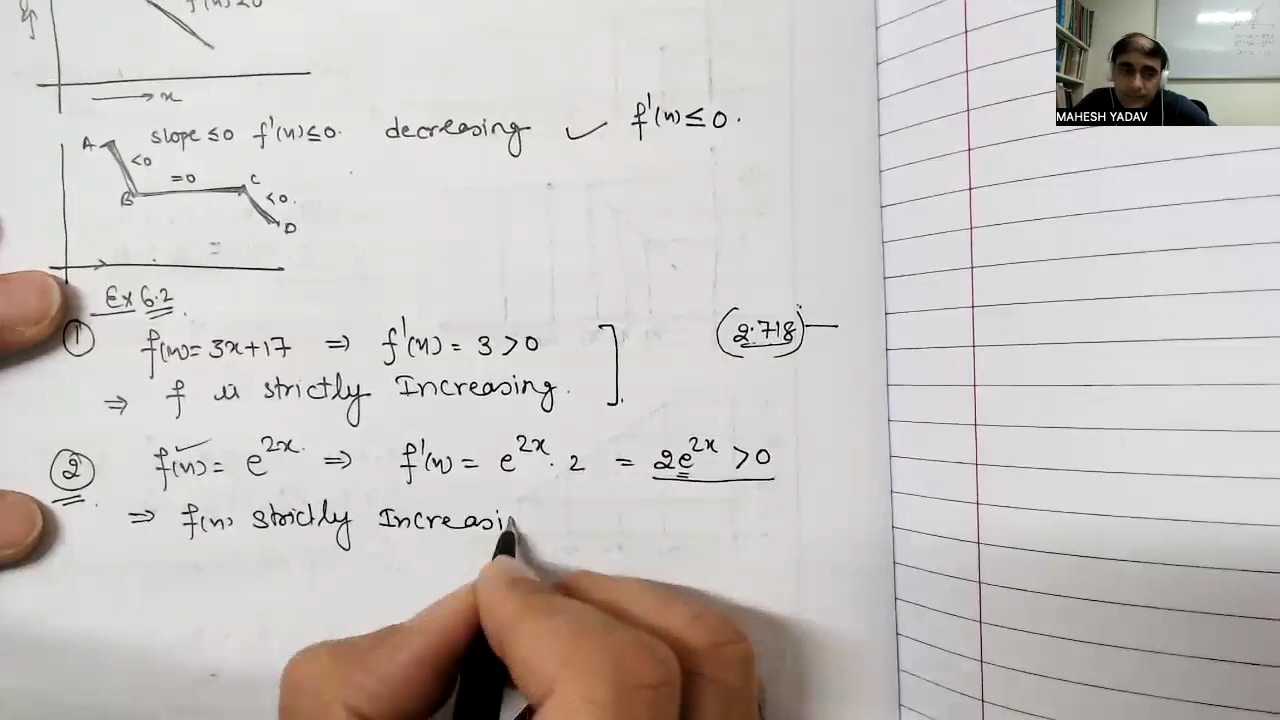 → x
slope ≤ 0 f'(x) ≤ 0. decreasing ✓ f'(x) ≤ 0.
A <0 =0 C <0.
B D
Ex 6.2
① f(x) = 3x+17 ⇒ f'(x) = 3 > 0 (2.718)
⇒ f is strictly Increasing.
② f(x) = e^2x ⇒ f'(x) = e^2x . 2 = 2e^2x > 0
⇒ f(x) strictly Increasi
MAHESH YADAV